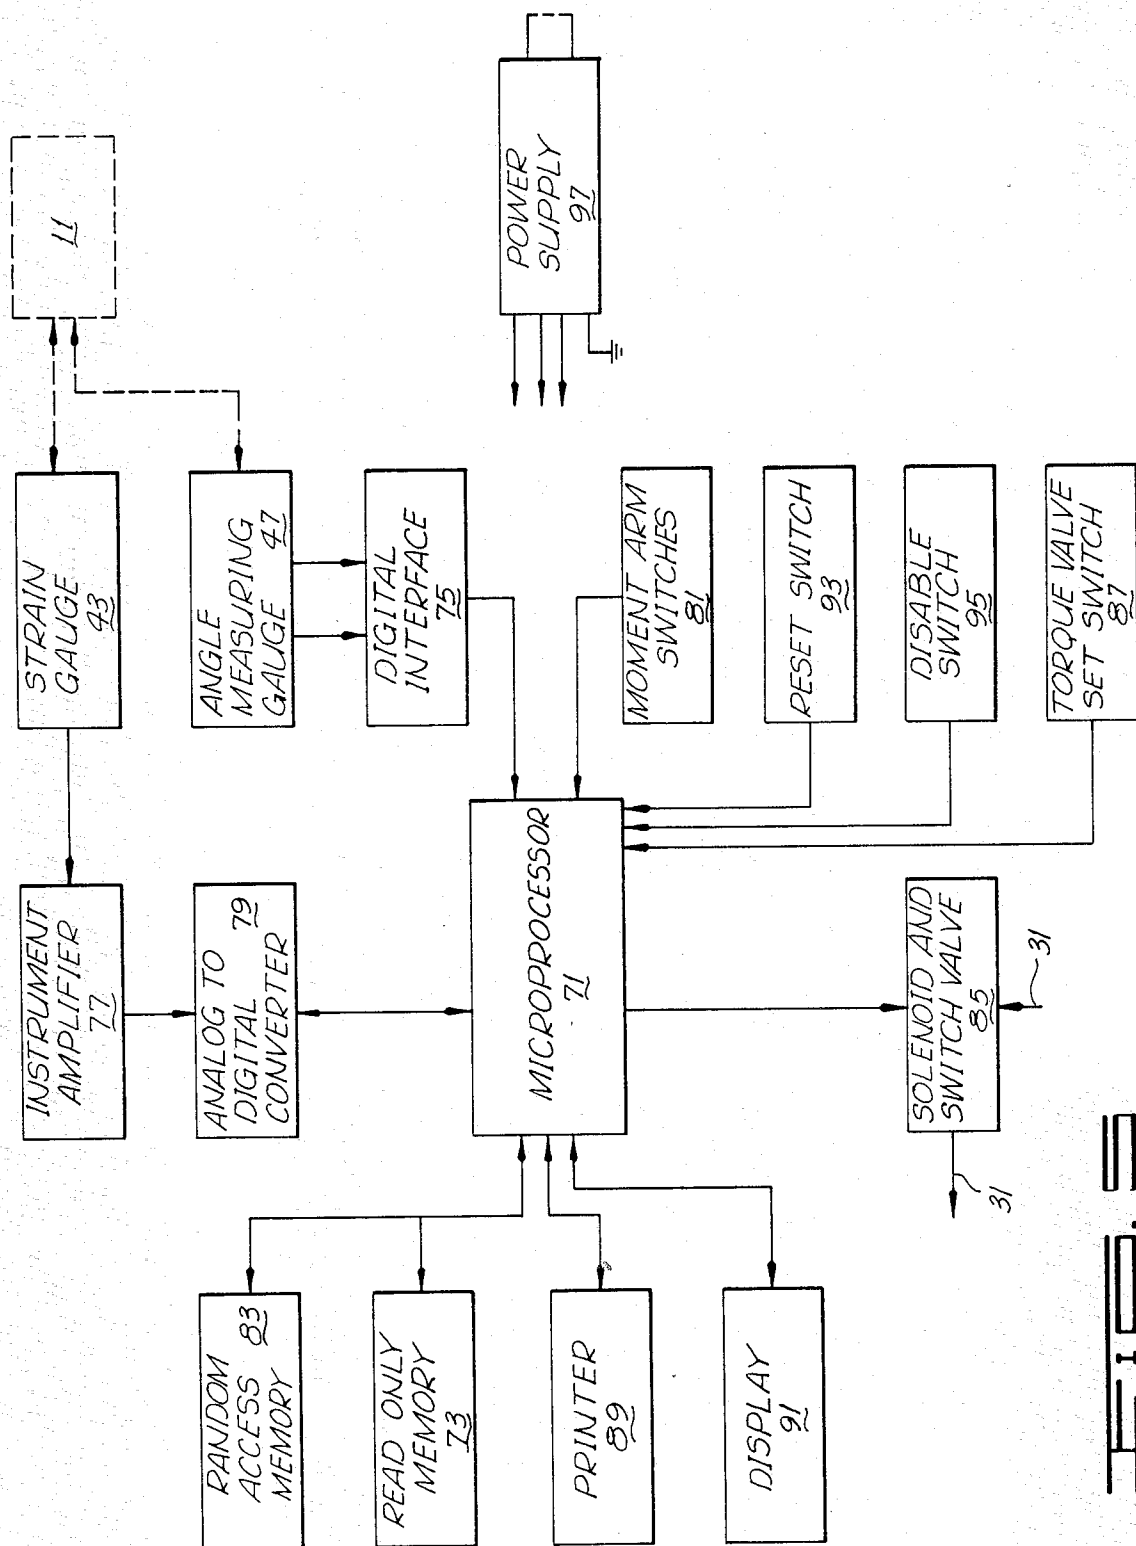 11
STRAIN
GAUGE
43
ANGLE
MEASURING
GAUGE 47
DIGITAL
INTERFACE
75
POWER
SUPPLY
97
MOMENT ARM
SWITCHES
81
RESET SWITCH
93
DISABLE
SWITCH
95
TORQUE VALVE
SET SWITCH
87
INSTRUMENT
AMPLIFIER
77
ANALOG TO
DIGITAL 79
CONVERTER
MICROPROCESSOR
71
SOLENOID AND
SWITCH VALVE
85
31
31
RANDOM
ACCESS 83
MEMORY
READ ONLY
MEMORY
73
PRINTER
89
DISPLAY
91